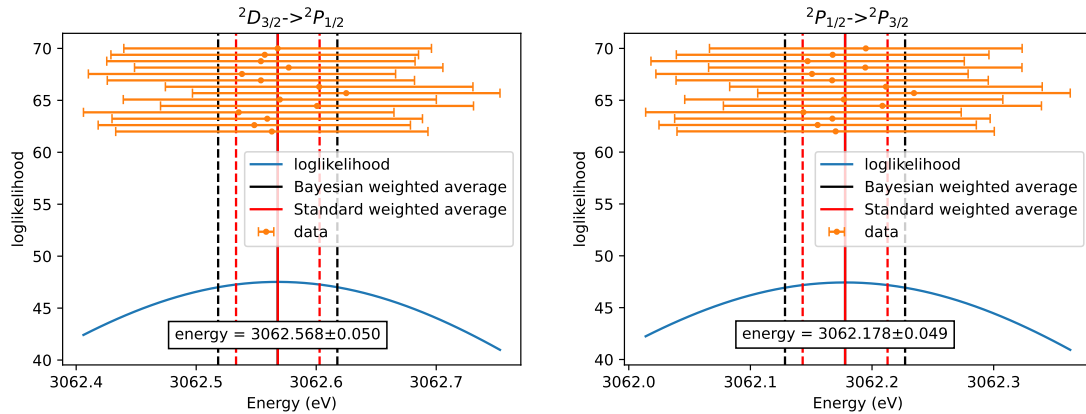 ²D₃/₂->²P₁/₂
70
65
60
55
50
45
40
loglikelihood
loglikelihood
Bayesian weighted average
Standard weighted average
data
energy = 3062.568±0.050
3062.4
3062.5
3062.6
3062.7
Energy (eV)
²P₁/₂->²P₃/₂
70
65
60
55
50
45
40
loglikelihood
loglikelihood
Bayesian weighted average
Standard weighted average
data
energy = 3062.178±0.049
3062.0
3062.1
3062.2
3062.3
Energy (eV)